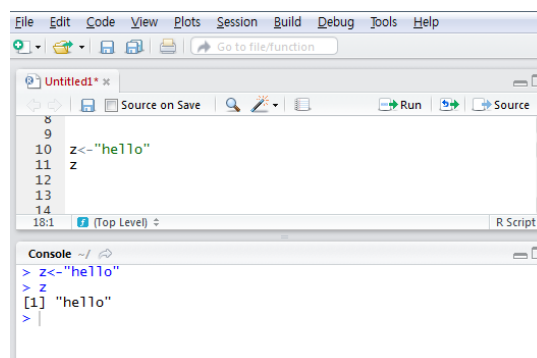 File Edit Code View Plots Session Build Debug Tools Help
Go to file/function
Untitled1* ×
Source on Save Run Source
8
9
10 z<-"hello"
11 z
12
13
14
18:1 (Top Level) R Script
Console ~/
> z<-"hello"
> z
[1] "hello"
>